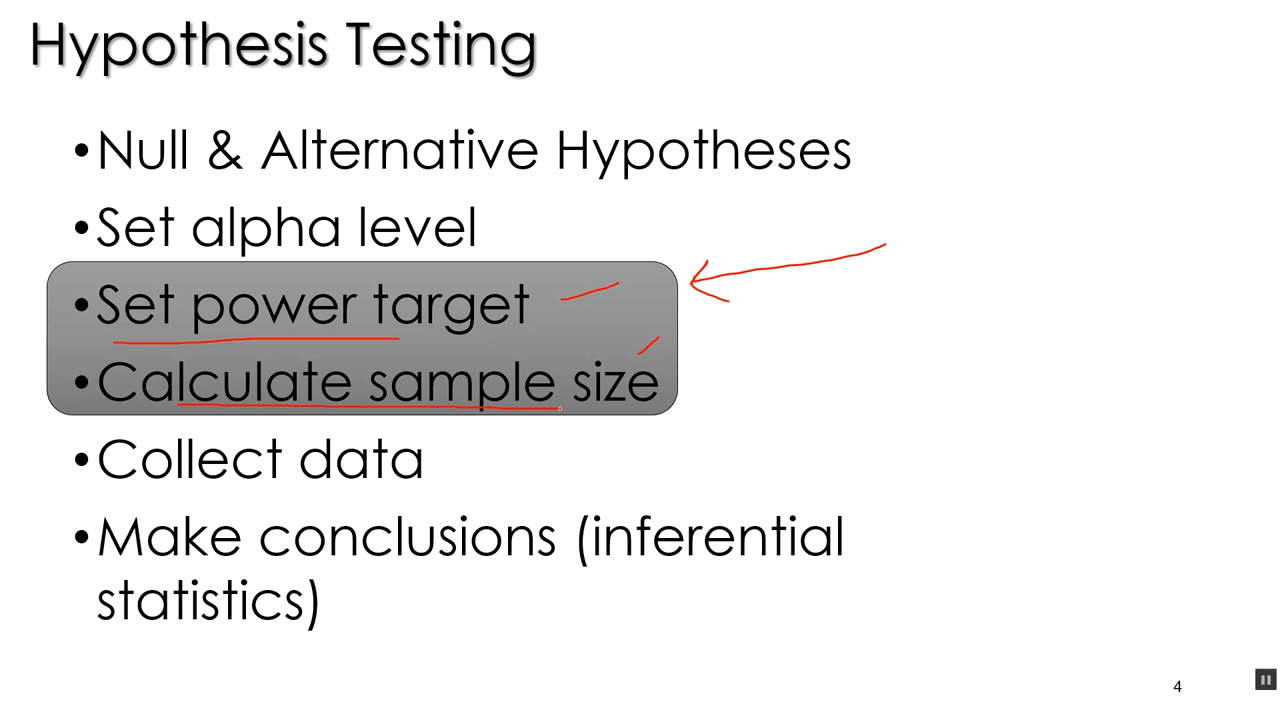 Hypothesis Testing
•Null & Alternative Hypotheses
•Set alpha level
•Set power target
•Calculate sample size
•Collect data
•Make conclusions (inferential
statistics)
4